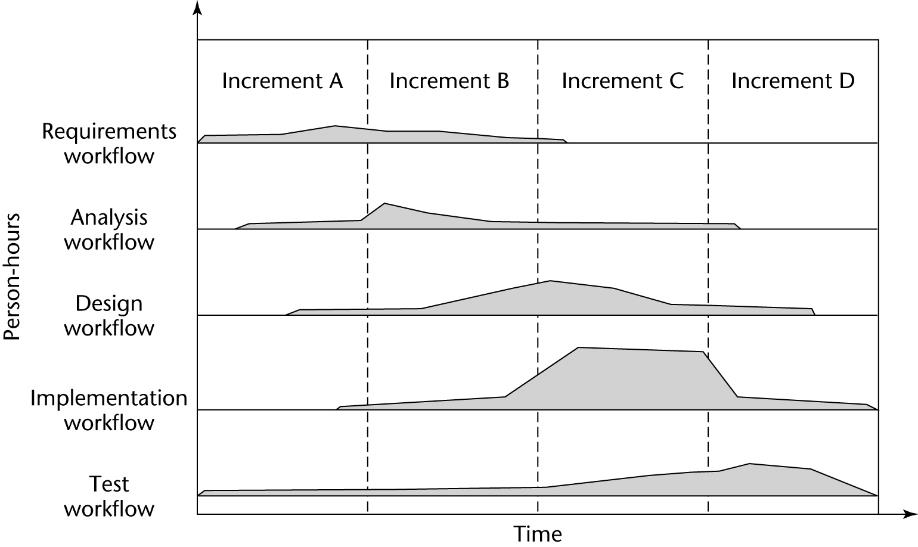 Increment A
Increment B
Increment C
Increment D
Requirements
workflow
Analysis
workflow
Design
workflow
Implementation
workflow
Test
workflow
Person-hours
Time